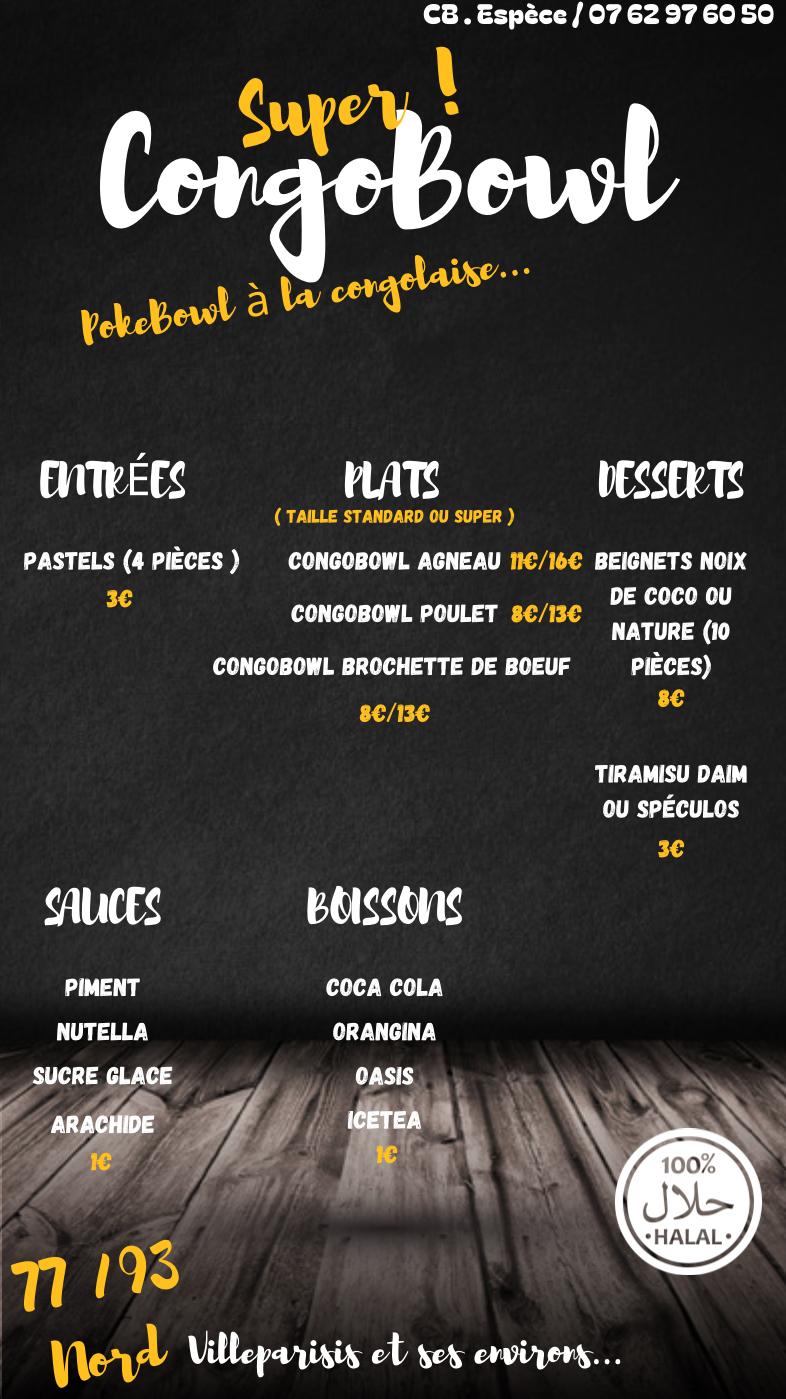 CB . Espèce / 07 62 97 60 50
Super !
CongoBowl
PokeBowl à la congolaise...
ENTRÉES
PASTELS (4 PIÈCES )
3€
PLATS
( TAILLE STANDARD OU SUPER )
CONGOBOWL AGNEAU 11€/16€
CONGOBOWL POULET 8€/13€
CONGOBOWL BROCHETTE DE BOEUF
8€/13€
DESSERTS
BEIGNETS NOIX
DE COCO OU
NATURE (10
PIÈCES)
8€
TIRAMISU DAIM
OU SPÉCULOS
3€
SAUCES
PIMENT
NUTELLA
SUCRE GLACE
ARACHIDE
1€
BOISSONS
COCA COLA
ORANGINA
OASIS
ICETEA
1€
100%
حلال
•HALAL•
77 /93
Nord Villeparisis et ses environs...